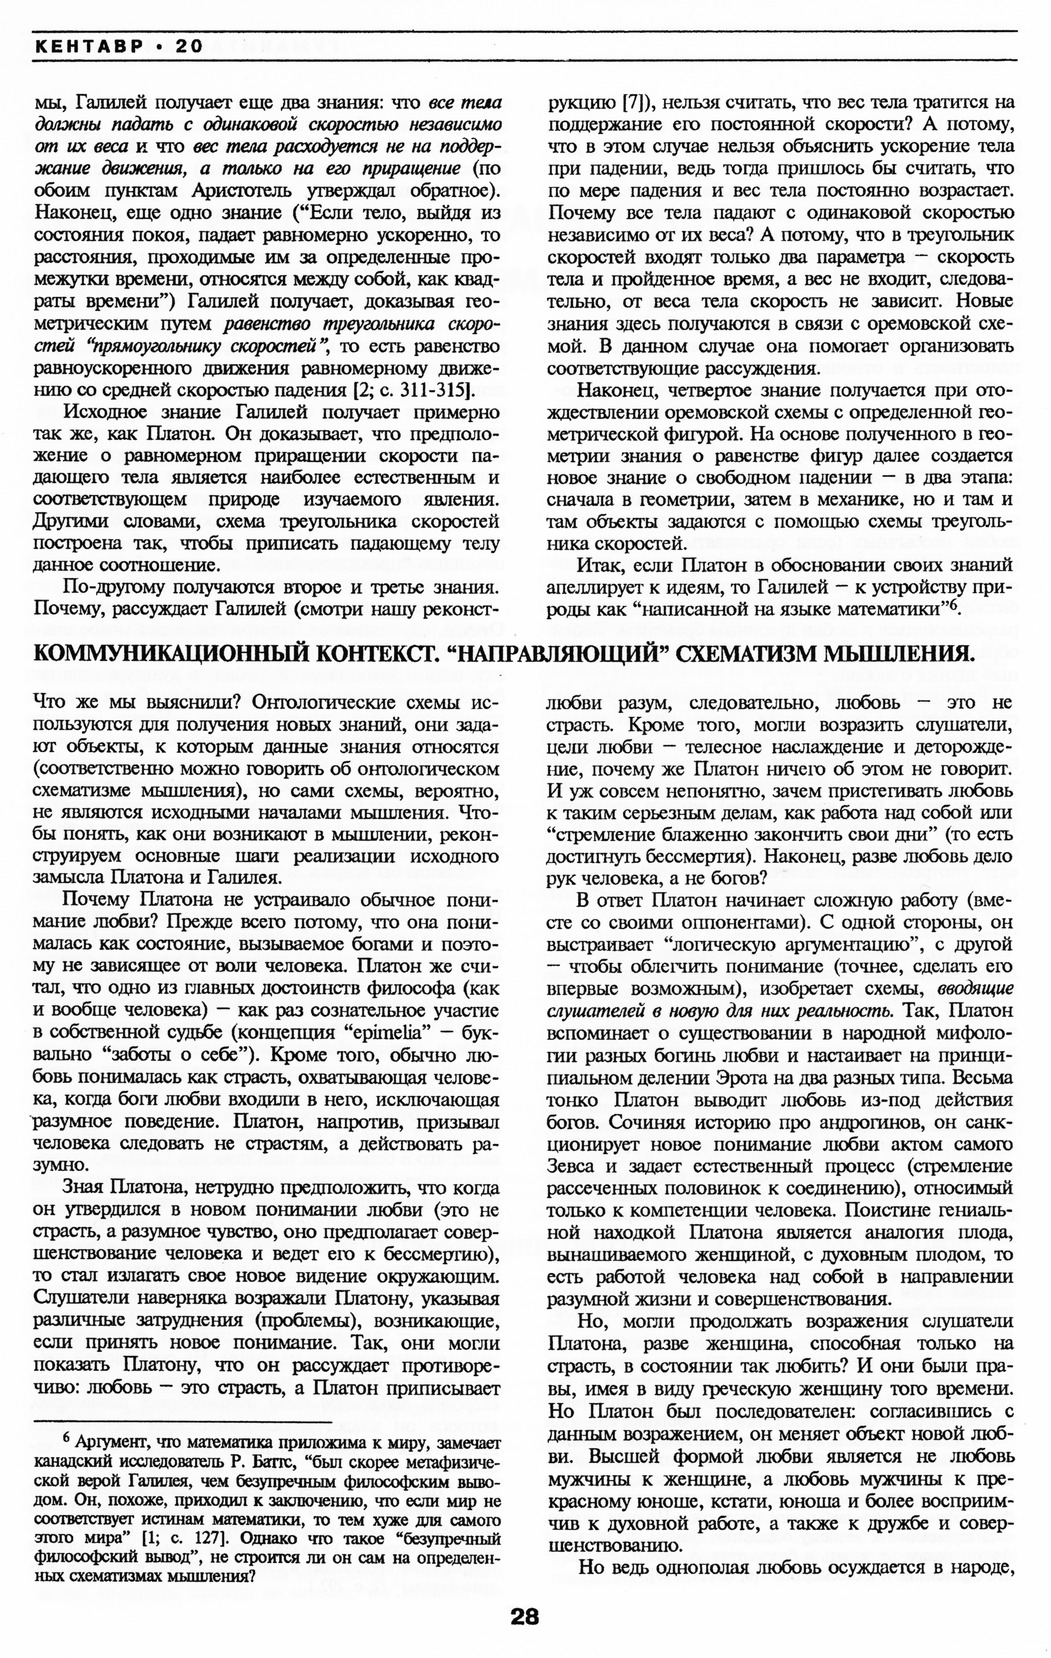 КЕНТАВР • 20
мы, Галилей получает еще два знания: что все тела
должны падать с одинаковой скоростью независимо
от их веса и что вес тела расходуется не на поддер-
жание движения, а только на его приращение (по
обоим пунктам Аристотель утверждал обратное).
Наконец, еще одно знание (“Если тело, выйдя из
состояния покоя, падает равномерно ускоренно, то
расстояния, проходимые им за определенные про-
межутки времени, относятся между собой, как квад-
раты времени”) Галилей получает, доказывая гео-
метрическим путем равенство треугольника скоро-
стей “прямоугольнику скоростей”, то есть равенство
равноускоренного движения равномерному движе-
нию со средней скоростью падения [2; с. 311-315].
Исходное знание Галилей получает примерно
так же, как Платон. Он доказывает, что предполо-
жение о равномерном приращении скорости па-
дающего тела является наиболее естественным и
соответствующем природе изучаемого явления.
Другими словами, схема треугольника скоростей
построена так, чтобы приписать падающему телу
данное соотношение.
По-другому получаются второе и третье знания.
Почему, рассуждает Галилей (смотри нашу реконст-
рукцию [7]), нельзя считать, что вес тела тратится на
поддержание его постоянной скорости? А потому,
что в этом случае нельзя объяснить ускорение тела
при падении, ведь тогда пришлось бы считать, что
по мере падения и вес тела постоянно возрастает.
Почему все тела падают с одинаковой скоростью
независимо от их веса? А потому, что в треугольник
скоростей входят только два параметра — скорость
тела и пройденное время, а вес не входит, следова-
тельно, от веса тела скорость не зависит. Новые
знания здесь получаются в связи с оремовской схе-
мой. В данном случае она помогает организовать
соответствующие рассуждения.
Наконец, четвертое знание получается при ото-
ждествлении оремовской схемы с определенной гео-
метрической фигурой. На основе полученного в гео-
метрии знания о равенстве фигур далее создается
новое знание о свободном падении — в два этапа:
сначала в геометрии, затем в механике, но и там и
там объекты задаются с помощью схемы треуголь-
ника скоростей.
Итак, если Платон в обосновании своих знаний
апеллирует к идеям, то Галилей — к устройству при-
роды как “написанной на языке математики”⁶.
КОММУНИКАЦИОННЫЙ КОНТЕКСТ. “НАПРАВЛЯЮЩИЙ” СХЕМАТИЗМ МЫШЛЕНИЯ.
Что же мы выяснили? Онтологические схемы ис-
пользуются для получения новых знаний, они зада-
ют объекты, к которым данные знания относятся
(соответственно можно говорить об онтологическом
схематизме мышления), но сами схемы, вероятно,
не являются исходными началами мышления. Что-
бы понять, как они возникают в мышлении, рекон-
струируем основные шаги реализации исходного
замысла Платона и Галилея.
Почему Платона не устраивало обычное пони-
мание любви? Прежде всего потому, что она пони-
малась как состояние, вызываемое богами и поэто-
му не зависящее от воли человека. Платон же счи-
тал, что одно из главных достоинств философа (как
и вообще человека) — как раз сознательное участие
в собственной судьбе (концепция “epimelia” — бук-
вально “заботы о себе”). Кроме того, обычно лю-
бовь понималась как страсть, охватывающая челове-
ка, когда боги любви входили в него, исключающая
разумное поведение. Платон, напротив, призывал
человека следовать не страстям, а действовать ра-
зумно.
Зная Платона, нетрудно предположить, что когда
он утвердился в новом понимании любви (это не
страсть, а разумное чувство, оно предполагает совер-
шенствование человека и ведет его к бессмертию),
то стал излагать свое новое видение окружающим.
Слушатели наверняка возражали Платону, указывая
различные затруднения (проблемы), возникающие,
если принять новое понимание. Так, они могли
показать Платону, что он рассуждает противоре-
чиво: любовь — это страсть, а Платон приписывает
⁶ Аргумент, что математика приложима к миру, замечает
канадский исследователь Р. Баттс, “был скорее метафизиче-
ской верой Галилея, чем безупречным философским выво-
дом. Он, похоже, приходил к заключению, что если мир не
соответствует истинам математики, то тем хуже для самого
этого мира” [1; с. 127]. Однако что такое “безупречный
философский вывод”, не строится ли он сам на определен-
ных схематизмах мышления?
любви разум, следовательно, любовь — это не
страсть. Кроме того, могли возразить слушатели,
цели любви — телесное наслаждение и деторожде-
ние, почему же Платон ничего об этом не говорит.
И уж совсем непонятно, зачем пристегивать любовь
к таким серьезным делам, как работа над собой или
“стремление блаженно закончить свои дни” (то есть
достигнуть бессмертия). Наконец, разве любовь дело
рук человека, а не богов?
В ответ Платон начинает сложную работу (вме-
сте со своими оппонентами). С одной стороны, он
выстраивает “логическую аргументацию”, с другой
— чтобы облегчить понимание (точнее, сделать его
впервые возможным), изобретает схемы, вводящие
слушателей в новую для них реальность. Так, Платон
вспоминает о существовании в народной мифоло-
гии разных богинь любви и настаивает на принци-
пиальном делении Эрота на два разных типа. Весьма
тонко Платон выводит любовь из-под действия
богов. Сочиняя историю про андрогинов, он санк-
ционирует новое понимание любви актом самого
Зевса и задает естественный процесс (стремление
рассеченных половинок к соединению), относимый
только к компетенции человека. Поистине гениаль-
ной находкой Платона является аналогия плода,
вынашиваемого женщиной, с духовным плодом, то
есть работой человека над собой в направлении
разумной жизни и совершенствования.
Но, могли продолжать возражения слушатели
Платона, разве женщина, способная только на
страсть, в состоянии так любить? И они были пра-
вы, имея в виду греческую женщину того времени.
Но Платон был последователен: согласившись с
данным возражением, он меняет объект новой люб-
ви. Высшей формой любви является не любовь
мужчины к женщине, а любовь мужчины к пре-
красному юноше, кстати, юноша и более восприим-
чив к духовной работе, а также к дружбе и совер-
шенствованию.
Но ведь однополая любовь осуждается в народе,
28